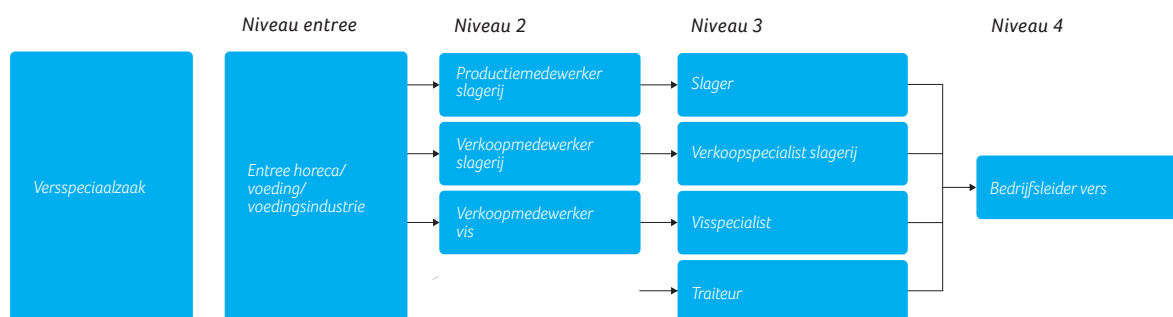 Niveau entree
Niveau 2
Niveau 3
Niveau 4
Versspeciaalzaak
Entree horeca/
voeding/
voedingsindustrie
Productiemedewerker
slagerij
Verkoopmedewerker
slagerij
Verkoopmedewerker
vis
Slager
Verkoopspecialist slagerij
Visspecialist
Traiteur
Bedrijfsleider vers